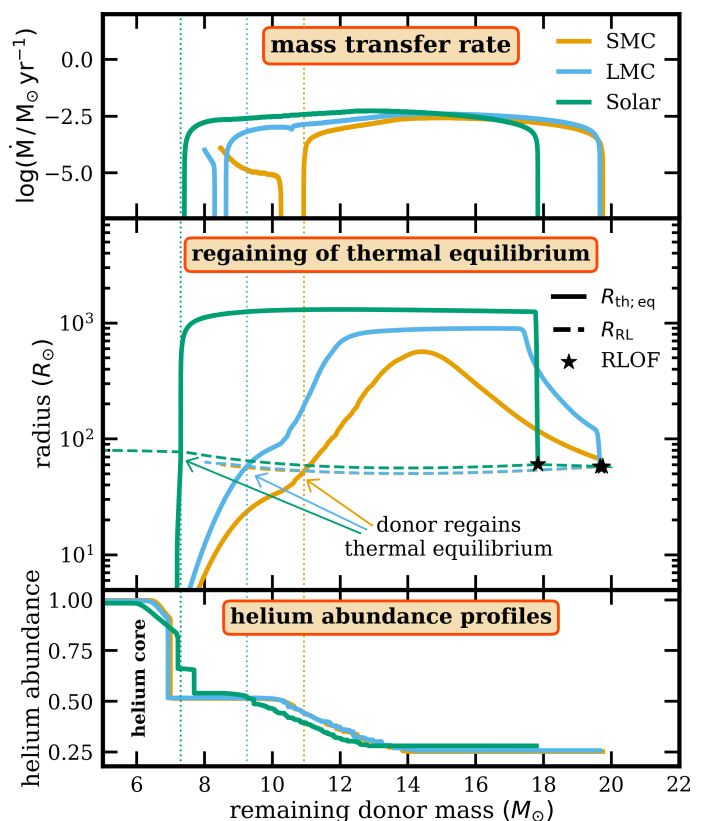 mass transfer rate
SMC
LMC
Solar
0.0
−2.5
−5.0
log(Ṁ / M⊙ yr⁻¹)
regaining of thermal equilibrium
R_th;eq
R_RL
RLOF
10³
10²
10¹
radius (R⊙)
donor regains
thermal equilibrium
helium abundance profiles
helium core
1.00
0.75
0.50
0.25
helium abundance
6 8 10 12 14 16 18 20 22
remaining donor mass (M⊙)